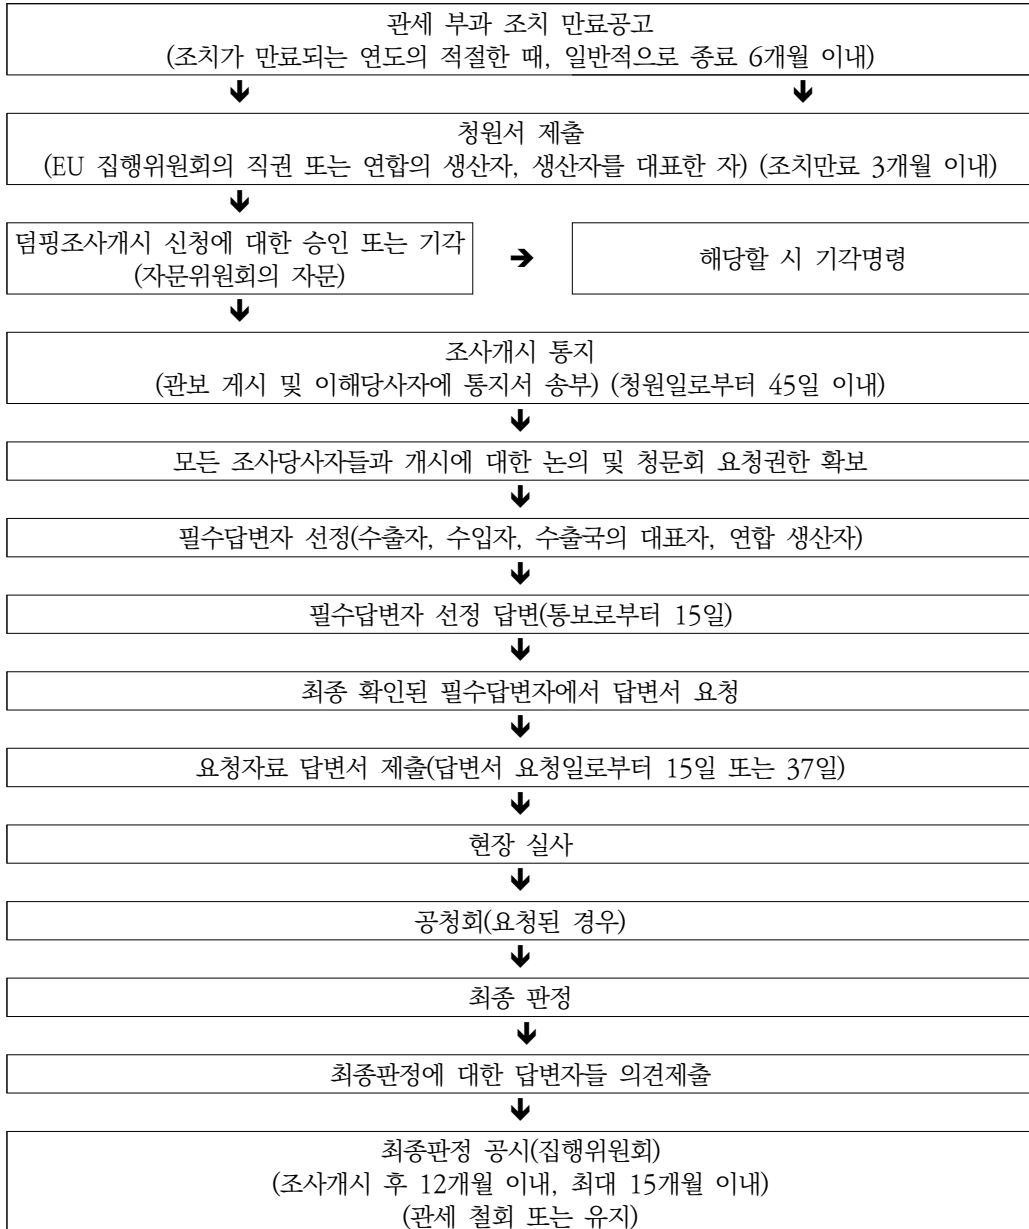 관세 부과 조치 만료공고
(조치가 만료되는 연도의 적절한 때, 일반적으로 종료 6개월 이내)
청원서 제출
(EU 집행위원회의 직권 또는 연합의 생산자, 생산자를 대표한 자) (조치만료 3개월 이내)
덤핑조사개시 신청에 대한 승인 또는 기각
(자문위원회의 자문)
해당할 시 기각명령
조사개시 통지
(관보 게시 및 이해당사자에 통지서 송부) (청원일로부터 45일 이내)
모든 조사당사자들과 개시에 대한 논의 및 청문회 요청권한 확보
필수답변자 선정(수출자, 수입자, 수출국의 대표자, 연합 생산자)
필수답변자 선정 답변(통보로부터 15일)
최종 확인된 필수답변자에서 답변서 요청
요청자료 답변서 제출(답변서 요청일로부터 15일 또는 37일)
현장 실사
공청회(요청된 경우)
최종 판정
최종판정에 대한 답변자들 의견제출
최종판정 공시(집행위원회)
(조사개시 후 12개월 이내, 최대 15개월 이내)
(관세 철회 또는 유지)